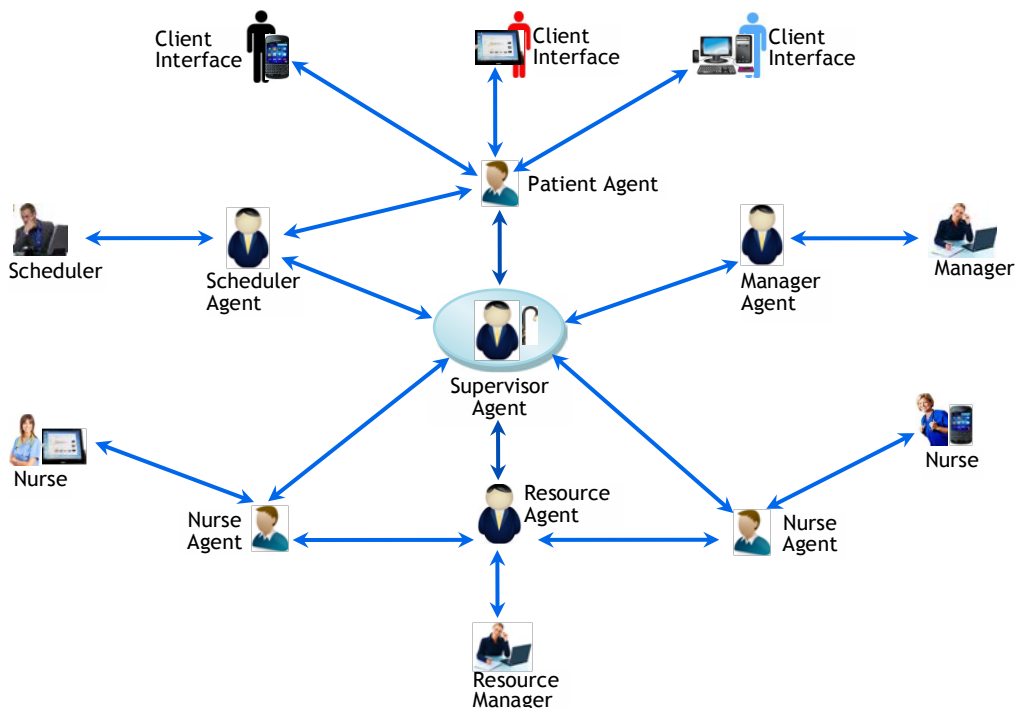 Client
Interface
Client
Interface
Client
Interface
Patient Agent
Scheduler
Scheduler
Agent
Manager
Agent
Manager
Supervisor
Agent
Nurse
Nurse
Nurse
Agent
Resource
Agent
Nurse
Agent
Resource
Manager